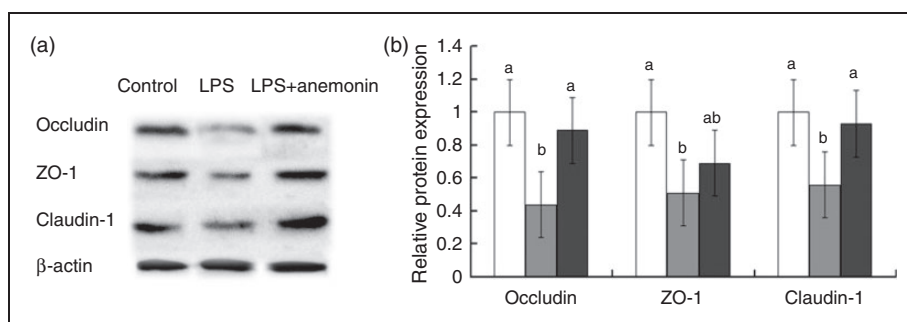 (a)
Control LPS LPS+anemonin
Occludin
ZO-1
Claudin-1
β-actin
(b)
Relative protein expression
1.4
1.2
1
0.8
0.6
0.4
0.2
0
a
b
a
a
b
ab
a
b
a
Occludin ZO-1 Claudin-1